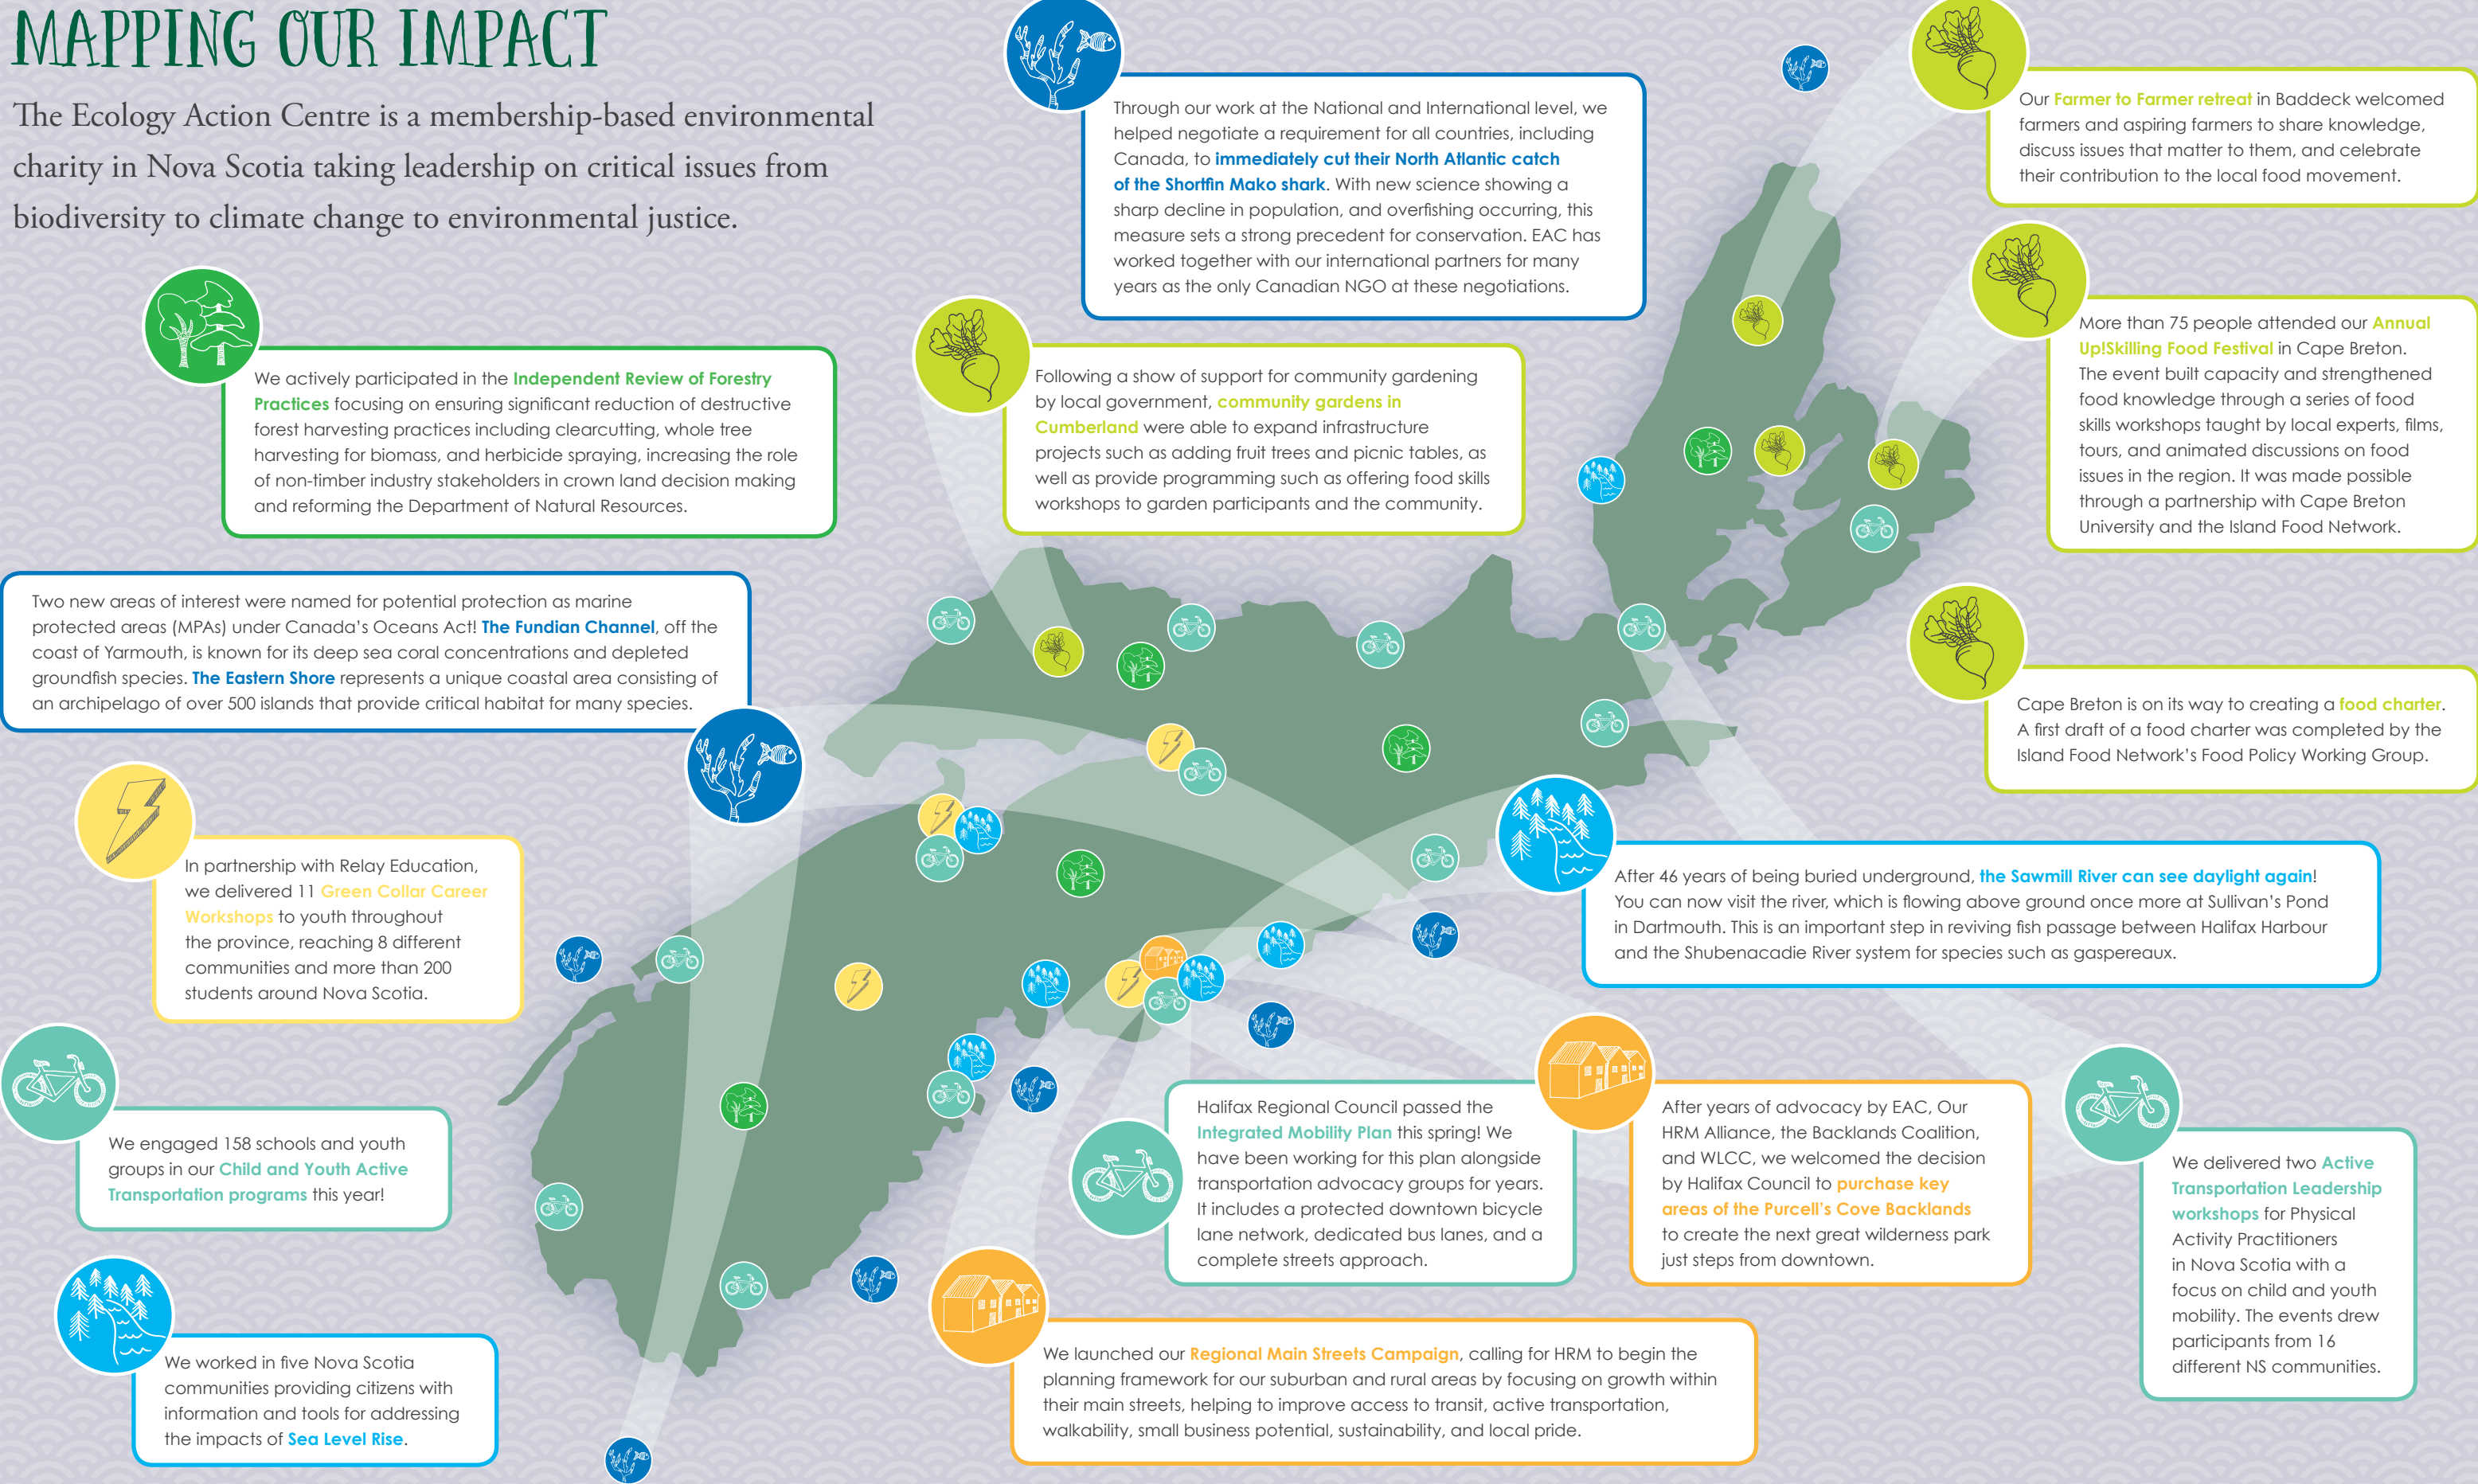 MAPPING OUR IMPACT
The Ecology Action Centre is a membership-based environmental
charity in Nova Scotia taking leadership on critical issues from
biodiversity to climate change to environmental justice.
Through our work at the National and International level, we
helped negotiate a requirement for all countries, including
Canada, to immediately cut their North Atlantic catch
of the Shortfin Mako shark. With new science showing a
sharp decline in population, and overfishing occurring, this
measure sets a strong precedent for conservation. EAC has
worked together with our international partners for many
years as the only Canadian NGO at these negotiations.
Our Farmer to Farmer retreat in Baddeck welcomed
farmers and aspiring farmers to share knowledge,
discuss issues that matter to them, and celebrate
their contribution to the local food movement.
We actively participated in the Independent Review of Forestry
Practices focusing on ensuring significant reduction of destructive
forest harvesting practices including clearcutting, whole tree
harvesting for biomass, and herbicide spraying, increasing the role
of non-timber industry stakeholders in crown land decision making
and reforming the Department of Natural Resources.
Following a show of support for community gardening
by local government, community gardens in
Cumberland were able to expand infrastructure
projects such as adding fruit trees and picnic tables, as
well as provide programming such as offering food skills
workshops to garden participants and the community.
More than 75 people attended our Annual
Up!Skilling Food Festival in Cape Breton.
The event built capacity and strengthened
food knowledge through a series of food
skills workshops taught by local experts, films,
tours, and animated discussions on food
issues in the region. It was made possible
through a partnership with Cape Breton
University and the Island Food Network.
Two new areas of interest were named for potential protection as marine
protected areas (MPAs) under Canada's Oceans Act! The Fundian Channel, off the
coast of Yarmouth, is known for its deep sea coral concentrations and depleted
groundfish species. The Eastern Shore represents a unique coastal area consisting of
an archipelago of over 500 islands that provide critical habitat for many species.
Cape Breton is on its way to creating a food charter.
A first draft of a food charter was completed by the
Island Food Network's Food Policy Working Group.
In partnership with Relay Education,
we delivered 11 Green Collar Career
Workshops to youth throughout
the province, reaching 8 different
communities and more than 200
students around Nova Scotia.
After 46 years of being buried underground, the Sawmill River can see daylight again!
You can now visit the river, which is flowing above ground once more at Sullivan's Pond
in Dartmouth. This is an important step in reviving fish passage between Halifax Harbour
and the Shubenacadie River system for species such as gaspereaux.
We engaged 158 schools and youth
groups in our Child and Youth Active
Transportation programs this year!
Halifax Regional Council passed the
Integrated Mobility Plan this spring! We
have been working for this plan alongside
transportation advocacy groups for years.
It includes a protected downtown bicycle
lane network, dedicated bus lanes, and a
complete streets approach.
After years of advocacy by EAC, Our
HRM Alliance, the Backlands Coalition,
and WLCC, we welcomed the decision
by Halifax Council to purchase key
areas of the Purcell's Cove Backlands
to create the next great wilderness park
just steps from downtown.
We delivered two Active
Transportation Leadership
workshops for Physical
Activity Practitioners
in Nova Scotia with a
focus on child and youth
mobility. The events drew
participants from 16
different NS communities.
We worked in five Nova Scotia
communities providing citizens with
information and tools for addressing
the impacts of Sea Level Rise.
We launched our Regional Main Streets Campaign, calling for HRM to begin the
planning framework for our suburban and rural areas by focusing on growth within
their main streets, helping to improve access to transit, active transportation,
walkability, small business potential, sustainability, and local pride.